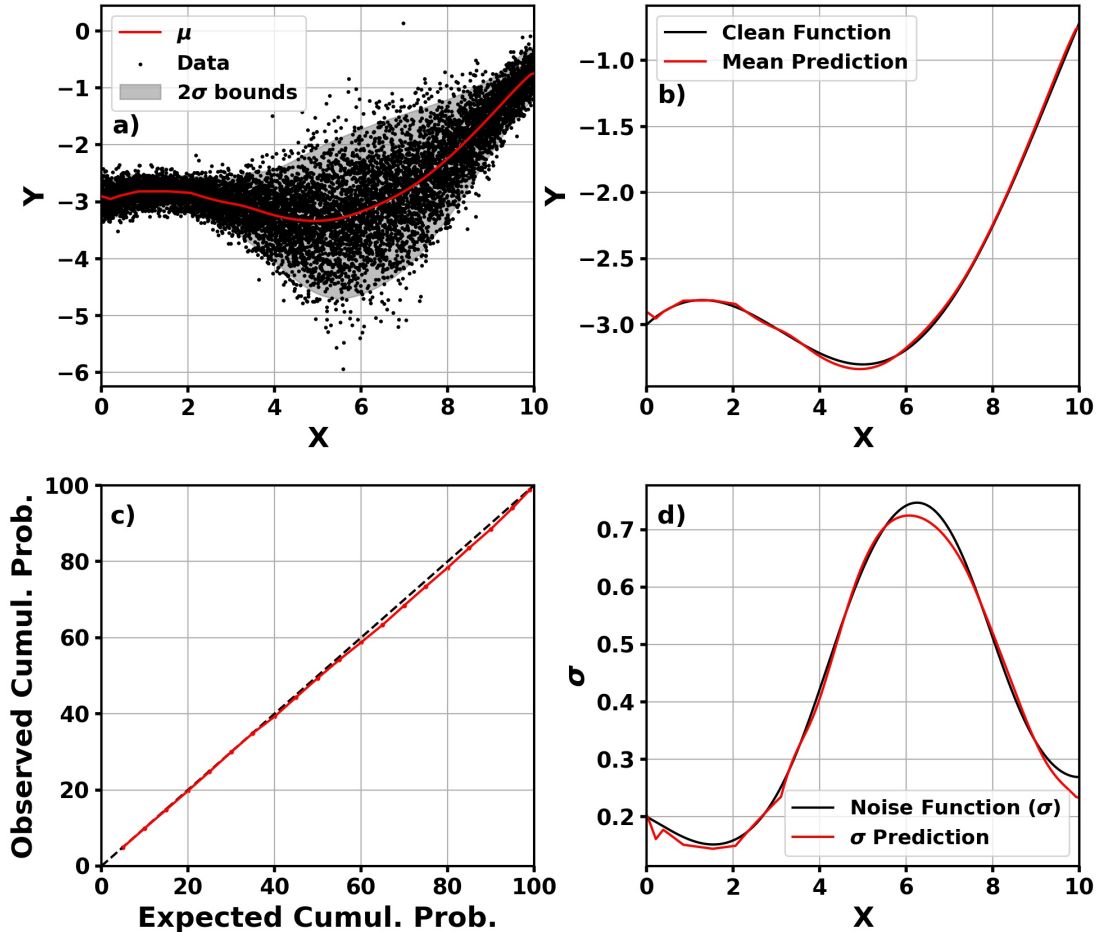 0
−1
−2
−3
−4
−5
−6
Y
μ
Data
2σ bounds
a)
0 2 4 6 8 10
X
−1.0
−1.5
−2.0
−2.5
−3.0
Y
Clean Function
Mean Prediction
b)
0 2 4 6 8 10
X
100
80
60
40
20
0
Observed Cumul. Prob.
c)
0 20 40 60 80 100
Expected Cumul. Prob.
0.7
0.6
0.5
0.4
0.3
0.2
σ
d)
Noise Function (σ)
σ Prediction
0 2 4 6 8 10
X